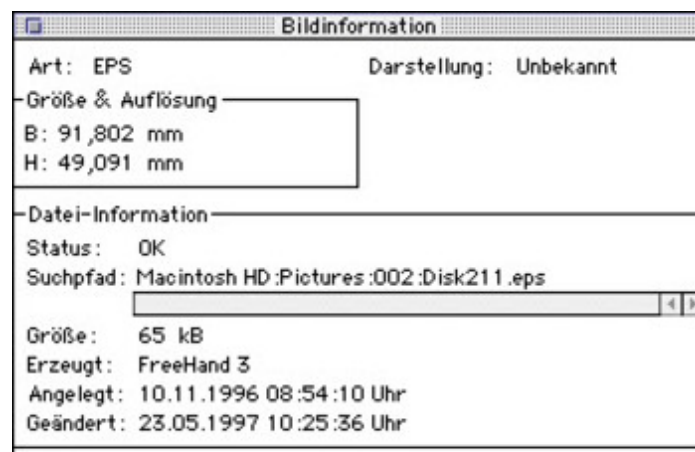 Bildinformation
Art: EPS Darstellung: Unbekannt
Größe & Auflösung
B: 91,802 mm
H: 49,091 mm
Datei-Information
Status: OK
Suchpfad: Macintosh HD:Pictures:002:Disk211.eps
Größe: 65 kB
Erzeugt: FreeHand 3
Angelegt: 10.11.1996 08:54:10 Uhr
Geändert: 23.05.1997 10:25:36 Uhr